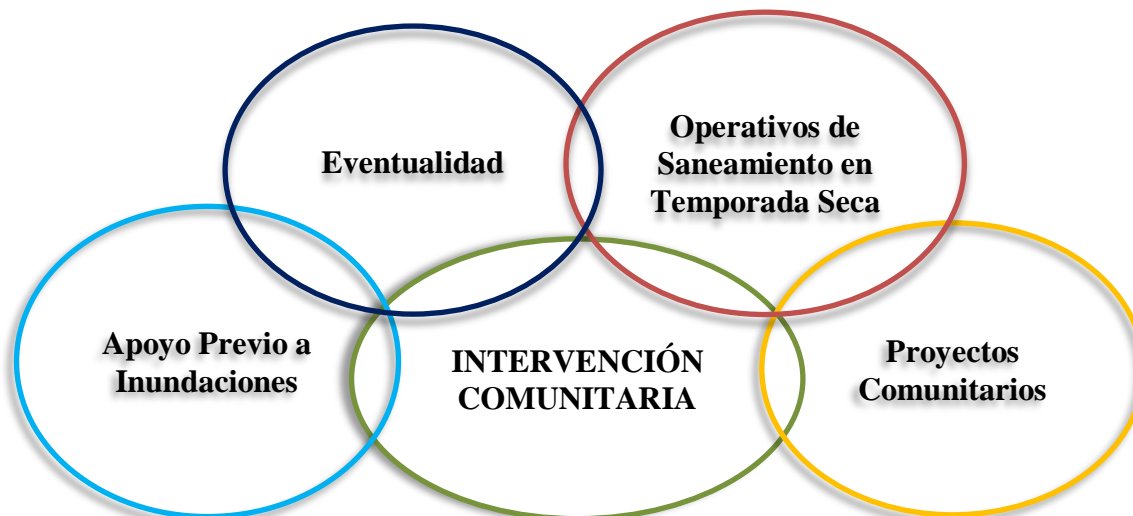 Eventualidad
Operativos de
Saneamiento en
Temporada Seca
Apoyo Previo a
Inundaciones
INTERVENCIÓN
COMUNITARIA
Proyectos
Comunitarios